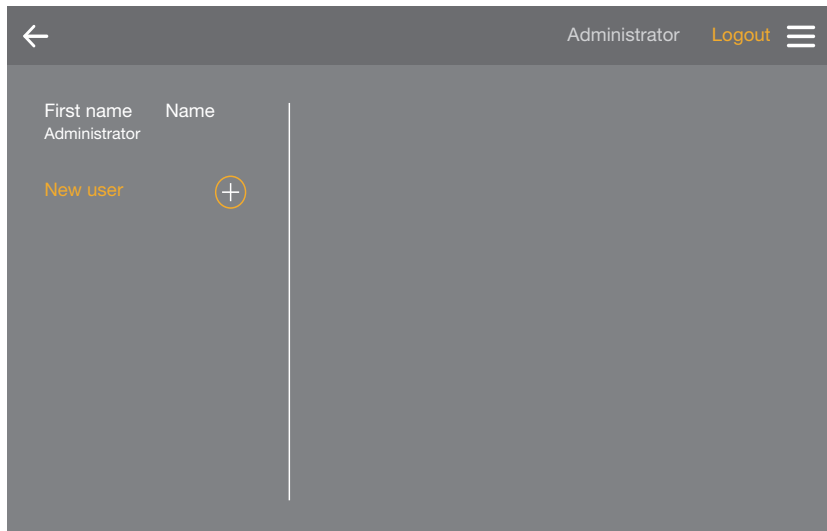 Administrator Logout
First name Name
Administrator
New user